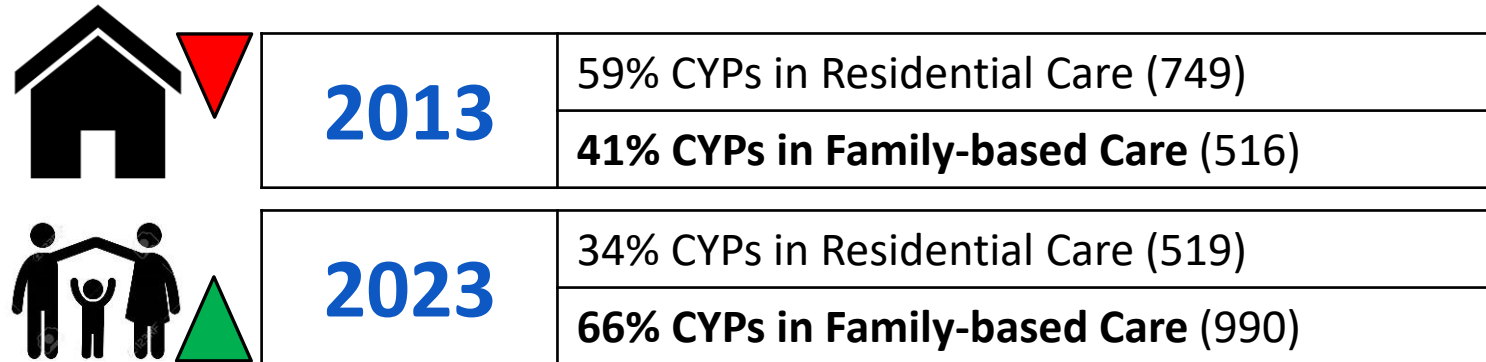 2013
59% CYPs in Residential Care (749)
41% CYPs in Family-based Care (516)
2023
34% CYPs in Residential Care (519)
66% CYPs in Family-based Care (990)